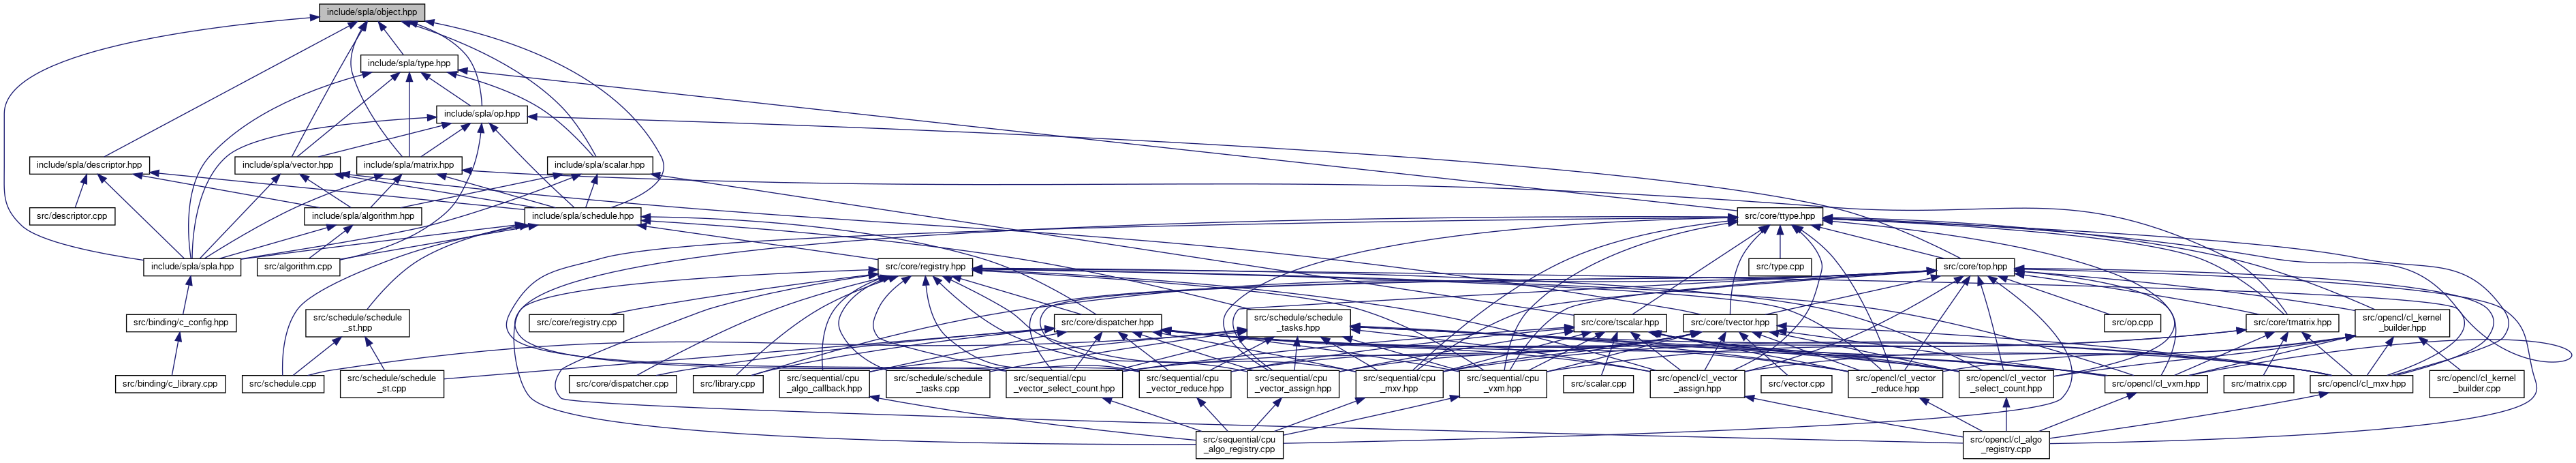 include/spla/object.hpp
include/spla/type.hpp
include/spla/op.hpp
include/spla/descriptor.hpp
include/spla/vector.hpp
include/spla/matrix.hpp
include/spla/scalar.hpp
src/descriptor.cpp
include/spla/algorithm.hpp
include/spla/schedule.hpp
src/core/ttype.hpp
include/spla/spla.hpp
src/algorithm.cpp
src/core/registry.hpp
src/type.cpp
src/core/top.hpp
src/binding/c_config.hpp
src/schedule/schedule
_st.hpp
src/core/registry.cpp
src/core/dispatcher.hpp
src/schedule/schedule
_tasks.hpp
src/core/tscalar.hpp
src/core/tvector.hpp
src/op.cpp
src/core/tmatrix.hpp
src/opencl/cl_kernel
_builder.hpp
src/binding/c_library.cpp
src/schedule.cpp
src/schedule/schedule
_st.cpp
src/core/dispatcher.cpp
src/library.cpp
src/sequential/cpu
_algo_callback.hpp
src/schedule/schedule
_tasks.cpp
src/sequential/cpu
_vector_select_count.hpp
src/sequential/cpu
_vector_reduce.hpp
src/sequential/cpu
_vector_assign.hpp
src/sequential/cpu
_mxv.hpp
src/sequential/cpu
_vxm.hpp
src/scalar.cpp
src/opencl/cl_vector
_assign.hpp
src/vector.cpp
src/opencl/cl_vector
_reduce.hpp
src/opencl/cl_vector
_select_count.hpp
src/opencl/cl_vxm.hpp
src/matrix.cpp
src/opencl/cl_mxv.hpp
src/opencl/cl_kernel
_builder.cpp
src/sequential/cpu
_algo_registry.cpp
src/opencl/cl_algo
_registry.cpp